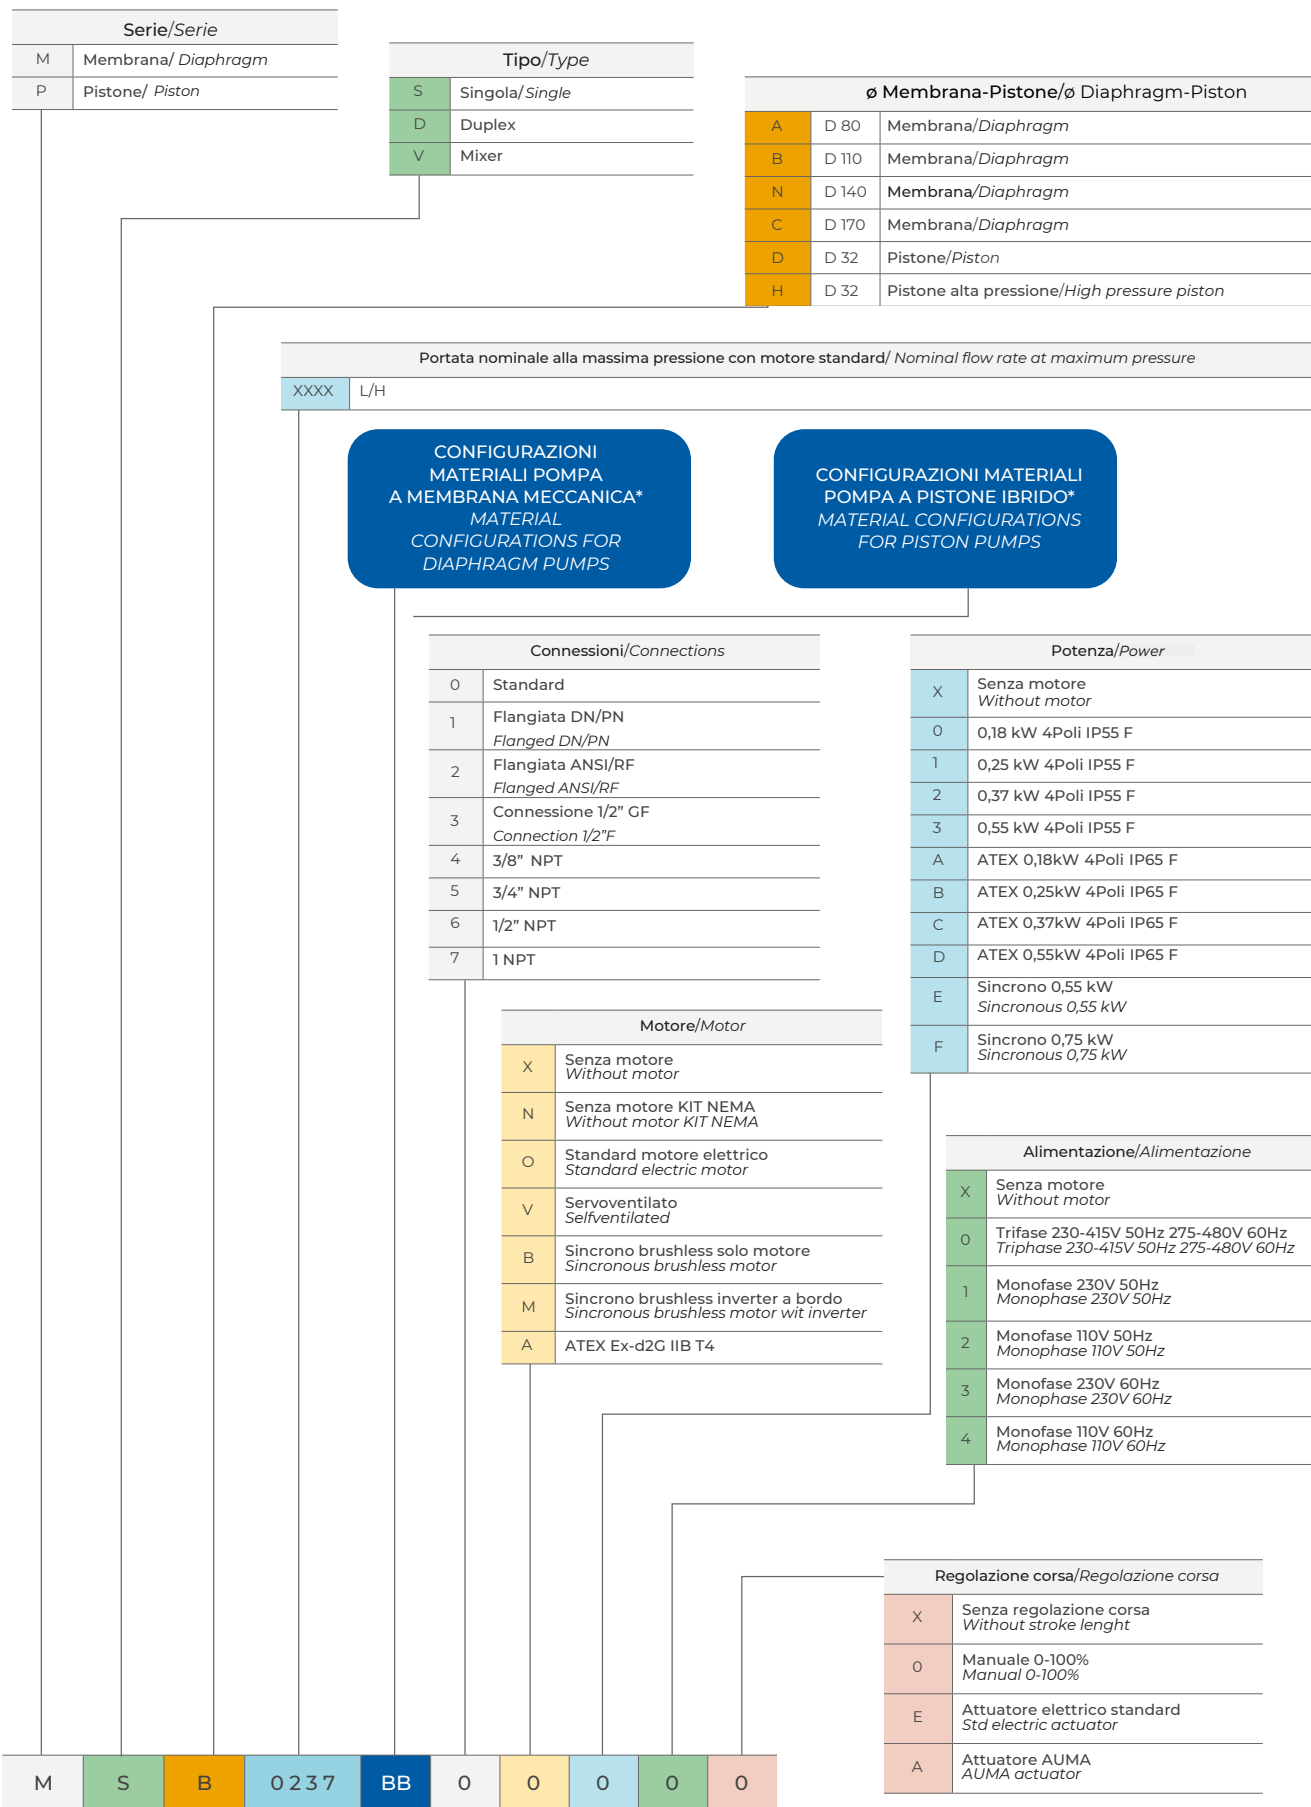 Serie/Serie
M Membrana/ Diaphragm
P Pistone/ Piston
Tipo/Type
S Singola/Single
D Duplex
V Mixer
ø Membrana-Pistone/ø Diaphragm-Piston
A D 80 Membrana/Diaphragm
B D 110 Membrana/Diaphragm
N D 140 Membrana/Diaphragm
C D 170 Membrana/Diaphragm
D D 32 Pistone/Piston
H D 32 Pistone alta pressione/High pressure piston
Portata nominale alla massima pressione con motore standard/ Nominal flow rate at maximum pressure
XXXX L/H
CONFIGURAZIONI
MATERIALI POMPA
A MEMBRANA MECCANICA*
MATERIAL
CONFIGURATIONS FOR
DIAPHRAGM PUMPS
CONFIGURAZIONI MATERIALI
POMPA A PISTONE IBRIDO*
MATERIAL CONFIGURATIONS
FOR PISTON PUMPS
Connessioni/Connections
0 Standard
1 Flangiata DN/PN
Flanged DN/PN
2 Flangiata ANSI/RF
Flanged ANSI/RF
3 Connessione 1/2” GF
Connection 1/2”F
4 3/8” NPT
5 3/4” NPT
6 1/2” NPT
7 1 NPT
Potenza/Power
X Senza motore
Without motor
0 0,18 kW 4Poli IP55 F
1 0,25 kW 4Poli IP55 F
2 0,37 kW 4Poli IP55 F
3 0,55 kW 4Poli IP55 F
A ATEX 0,18kW 4Poli IP65 F
B ATEX 0,25kW 4Poli IP65 F
C ATEX 0,37kW 4Poli IP65 F
D ATEX 0,55kW 4Poli IP65 F
E Sincrono 0,55 kW
Sincronous 0,55 kW
F Sincrono 0,75 kW
Sincronous 0,75 kW
Motore/Motor
X Senza motore
Without motor
N Senza motore KIT NEMA
Without motor KIT NEMA
O Standard motore elettrico
Standard electric motor
V Servoventilato
Selfventilated
B Sincrono brushless solo motore
Sincronous brushless motor
M Sincrono brushless inverter a bordo
Sincronous brushless motor wit inverter
A ATEX Ex-d2G IIB T4
Alimentazione/Alimentazione
X Senza motore
Without motor
0 Trifase 230-415V 50Hz 275-480V 60Hz
Triphase 230-415V 50Hz 275-480V 60Hz
1 Monofase 230V 50Hz
Monophase 230V 50Hz
2 Monofase 110V 50Hz
Monophase 110V 50Hz
3 Monofase 230V 60Hz
Monophase 230V 60Hz
4 Monofase 110V 60Hz
Monophase 110V 60Hz
Regolazione corsa/Regolazione corsa
X Senza regolazione corsa
Without stroke lenght
0 Manuale 0-100%
Manual 0-100%
E Attuatore elettrico standard
Std electric actuator
A Attuatore AUMA
AUMA actuator
M S B 0237 BB 0 0 0 0 0